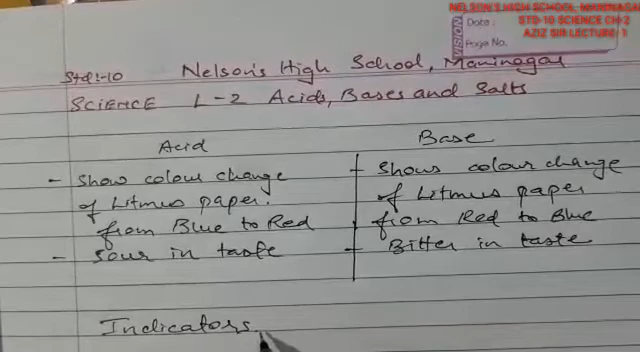 NELSON'S HIGH SCHOOL, MANINAGAR
STD-10 SCIENCE CH-2
AZIZ SIR LECTURE: 1
VISION
Date:
Page No.
Std:-10 Nelson's High School, Maninagar
SCIENCE L-2 Acids, Bases and Salts
Acid Base
- Show colour change - Shows colour change
of Litmus paper. of Litmus paper
from Blue to Red from Red to Blue
- Sour in taste - Bitter in taste
Indicators